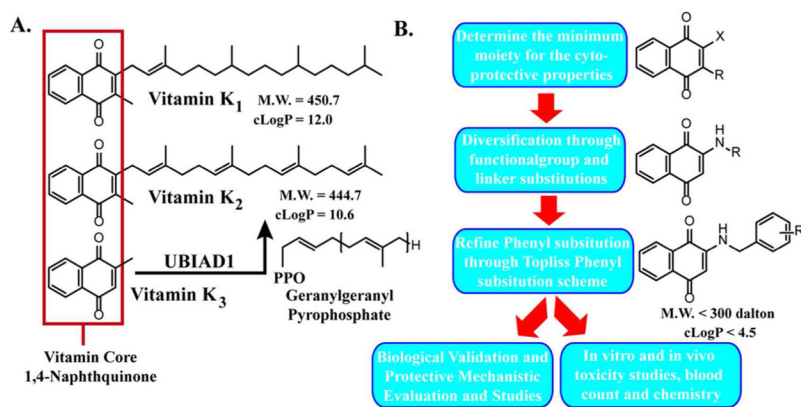 A.
O
O
Vitamin K1
M.W. = 450.7
cLogP = 12.0
O
O
Vitamin K2
M.W. = 444.7
cLogP = 10.6
O
O
UBIAD1
Vitamin K3
PPO
H
Geranylgeranyl
Pyrophosphate
Vitamin Core
1,4-Naphthquinone
B.
Determine the minimum
moiety for the cyto-
protective properties
O
X
R
O
Diversification through
functionalgroup and
linker substitutions
O
H
N
R
O
Refine Phenyl subsitution
through Topliss Phenyl
subsitution scheme
O
H
N
R
O
M.W. < 300 dalton
cLogP < 4.5
Biological Validation and
Protective Mechanistic
Evaluation and Studies
In vitro and in vivo
toxicity studies, blood
count and chemistry